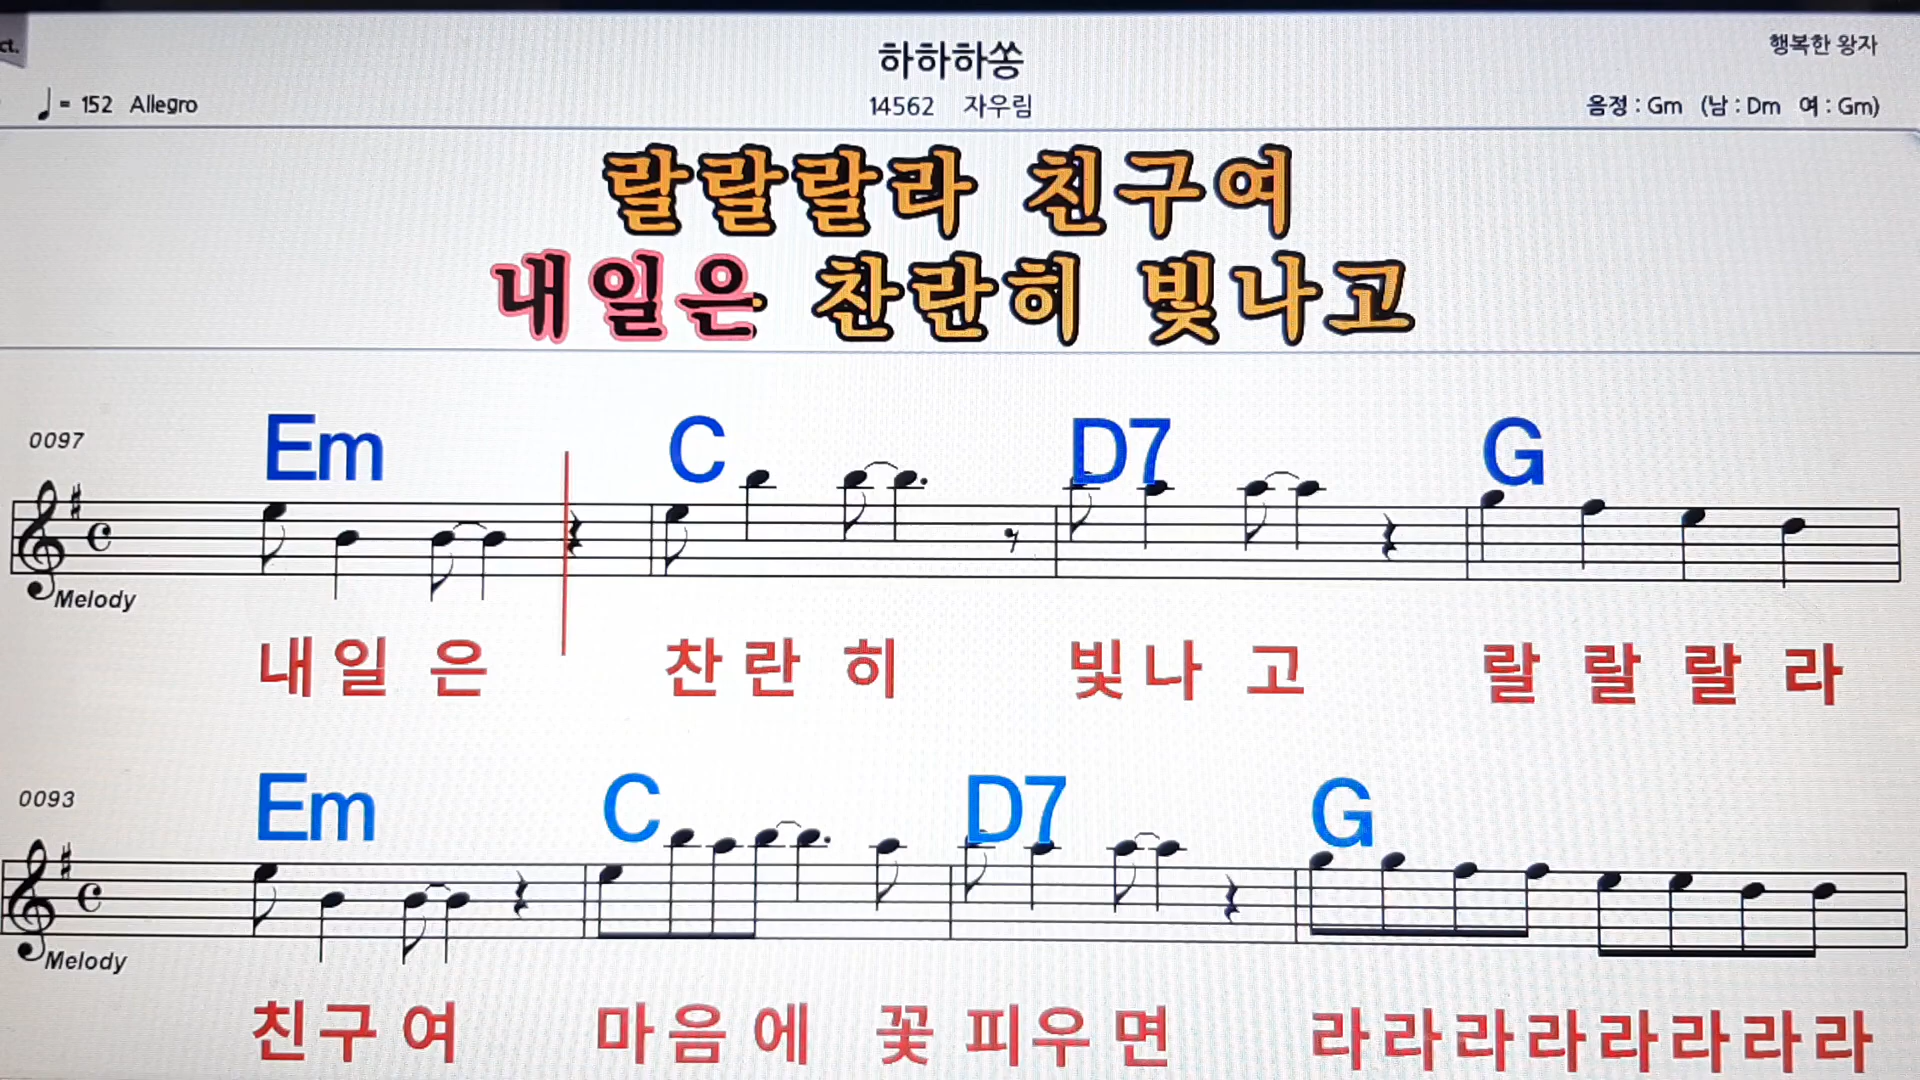 ct.
하하하쏭
행복한 왕자
♩= 152 Allegro
14562 자우림
음정 : Gm (남 : Dm 여 : Gm)
랄랄랄라 친구여
내일은 찬란히 빛나고
0097
Em C D7 G
Melody
내일은 찬란히 빛나고 랄랄랄라
0093
Em C D7 G
Melody
친구여 마음에 꽃피우면 라라라라라라라라